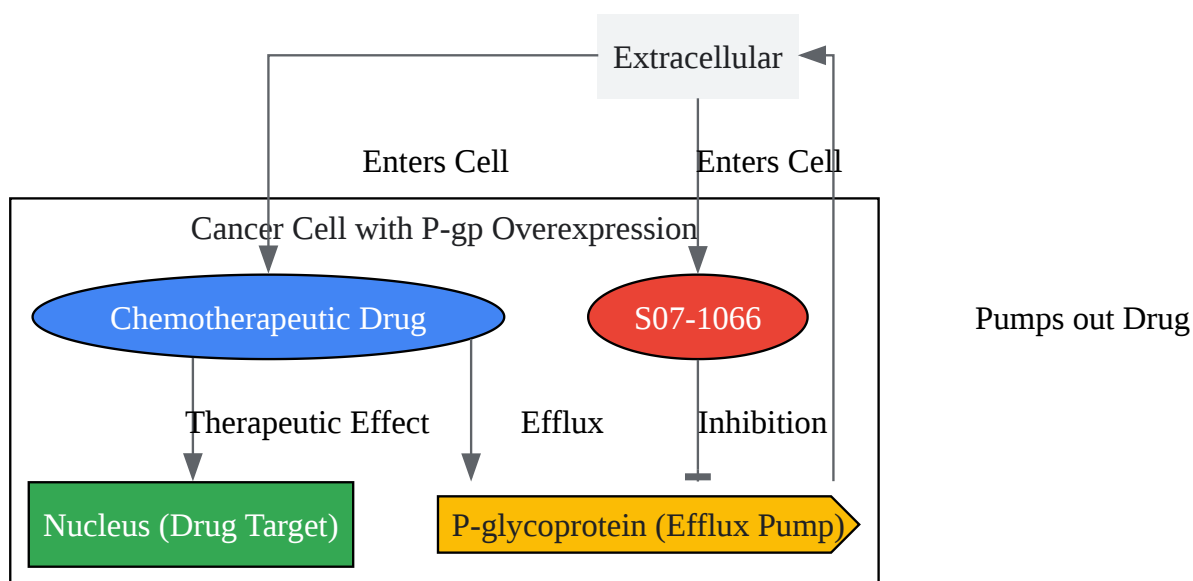 Extracellular
Enters Cell
Enters Cell
Cancer Cell with P-gp Overexpression
Chemotherapeutic Drug
S07-1066
Pumps out Drug
Therapeutic Effect
Efflux
Inhibition
Nucleus (Drug Target)
P-glycoprotein (Efflux Pump)